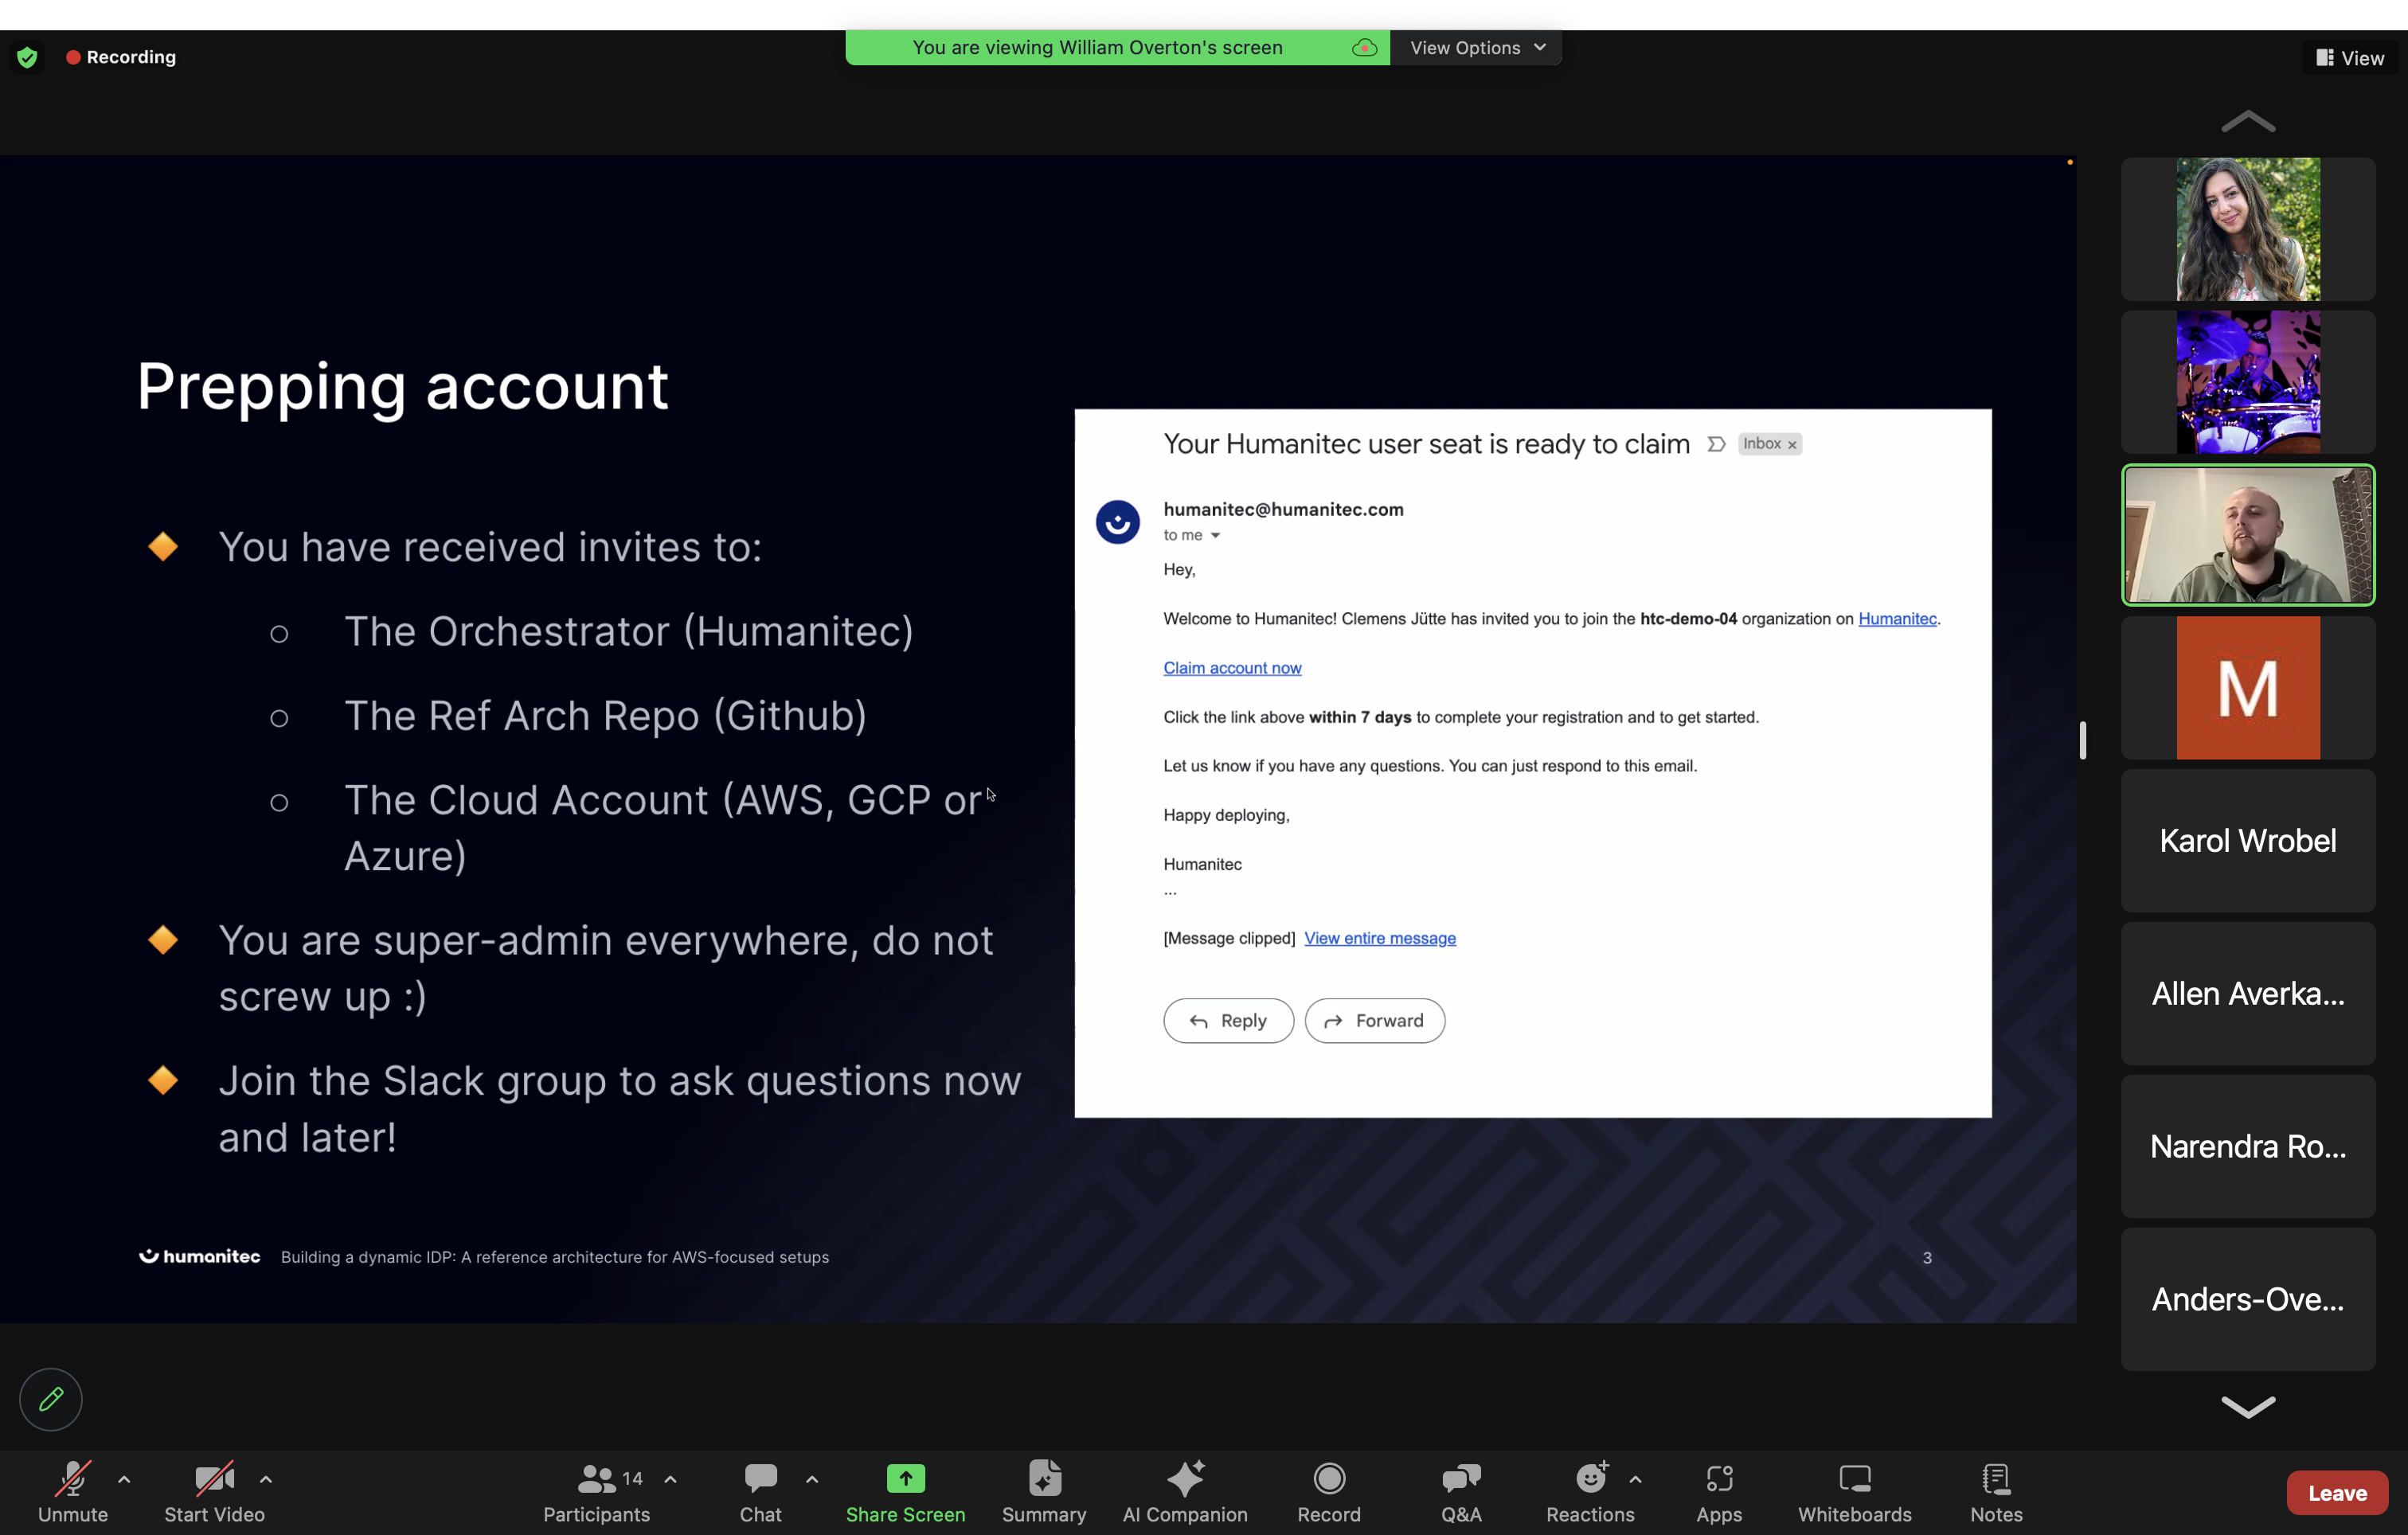 Recording
You are viewing William Overton's screen
View Options
View
Prepping account
You have received invites to:
The Orchestrator (Humanitec)
The Ref Arch Repo (Github)
The Cloud Account (AWS, GCP or
Azure)
You are super-admin everywhere, do not
screw up :)
Join the Slack group to ask questions now
and later!
Your Humanitec user seat is ready to claim
Inbox x
humanitec@humanitec.com
to me
Hey,
Welcome to Humanitec! Clemens Jütte has invited you to join the htc-demo-04 organization on Humanitec.
Claim account now
Click the link above within 7 days to complete your registration and to get started.
Let us know if you have any questions. You can just respond to this email.
Happy deploying,
Humanitec
...
[Message clipped] View entire message
Reply
Forward
humanitec
Building a dynamic IDP: A reference architecture for AWS-focused setups
3
M
Karol Wrobel
Allen Averka...
Narendra Ro...
Anders-Ove...
Unmute
Start Video
14
Participants
Chat
Share Screen
Summary
AI Companion
Record
Q&A
Reactions
Apps
Whiteboards
Notes
Leave